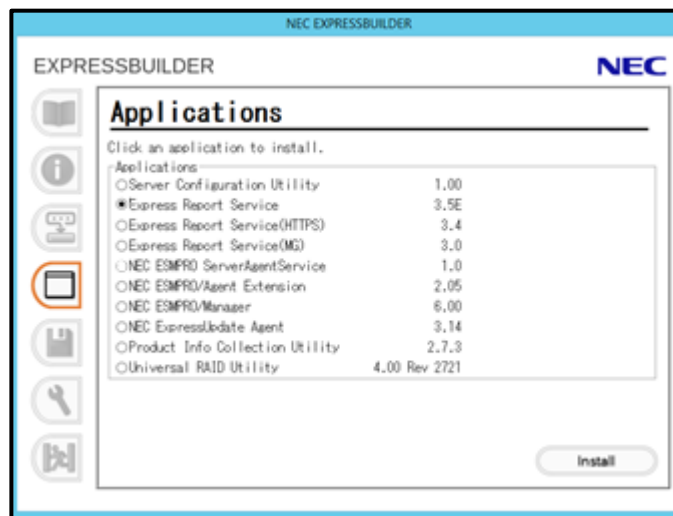 NEC EXPRESSBUILDER
EXPRESSBUILDER
NEC
Applications
Click an application to install.
Applications
Server Configuration Utility 1.00
Express Report Service 3.5E
Express Report Service(HTTPS) 3.4
Express Report Service(MG) 3.0
NEC ESMPRO ServerAgentService 1.0
NEC ESMPRO/Agent Extension 2.05
NEC ESMPRO/Manager 6.00
NEC ExpressUpdate Agent 3.14
Product Info Collection Utility 2.7.3
Universal RAID Utility 4.00 Rev 2721
Install